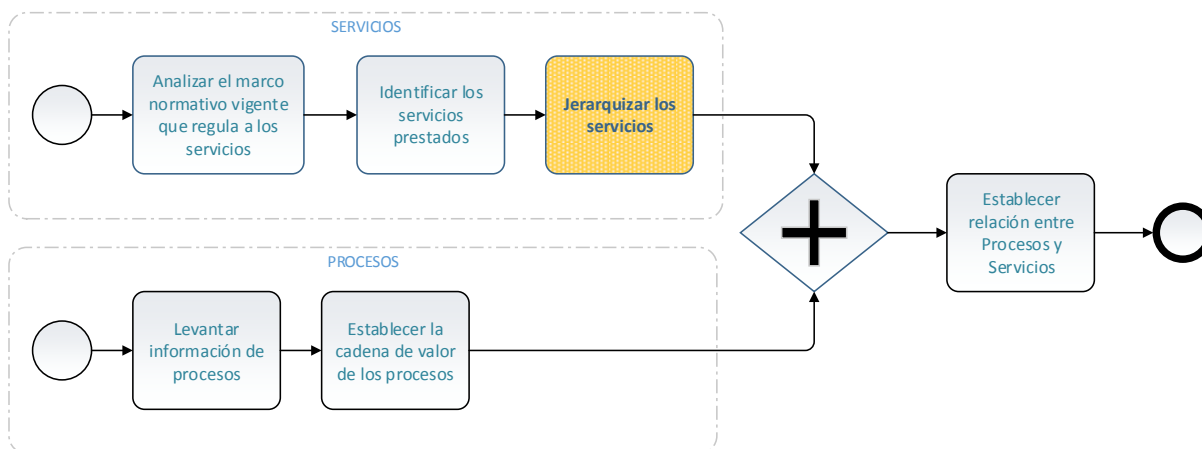 SERVICIOS
Analizar el marco
normativo vigente
que regula a los
servicios
Identificar los
servicios
prestados
Jerarquizar los
servicios
Establecer
relación entre
Procesos y
Servicios
PROCESOS
Levantar
información de
procesos
Establecer la
cadena de valor
de los procesos